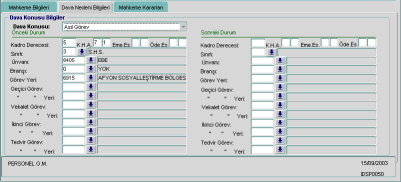 Mahkeme Bilgileri Dava Nedeni Bilgileri Mahkeme Kararları
Dava Konusu Bilgiler
Dava Konusu: Asıl Görev
Önceki Durum Sonraki Durum
Kadro Derecesi: 5 K.H.A. 7 1 Eme.Es Öde.Es Kadro Derecesi: K.H.A. Eme.Es Öde.Es
Sınıfı: 3 S.H.S. Sınıfı:
Ünvanı: 8405 EBE Ünvanı:
Branşı: 0 YOK Branşı:
Görev Yeri: 6915 AFYON SOSYALLEŞTİRME BÖLGES Görev Yeri:
Geçici Görev: Geçici Görev:
" " Yeri: " " Yeri:
Vekalet Görev: Vekalet Görev:
" " Yeri: " " Yeri:
İkinci Görev: İkinci Görev:
" " Yeri: " " Yeri:
Tedvir Görev: Tedvir Görev:
" " Yeri: " " Yeri:
PERSONEL G.M. 15/09/2003
IDSP0050